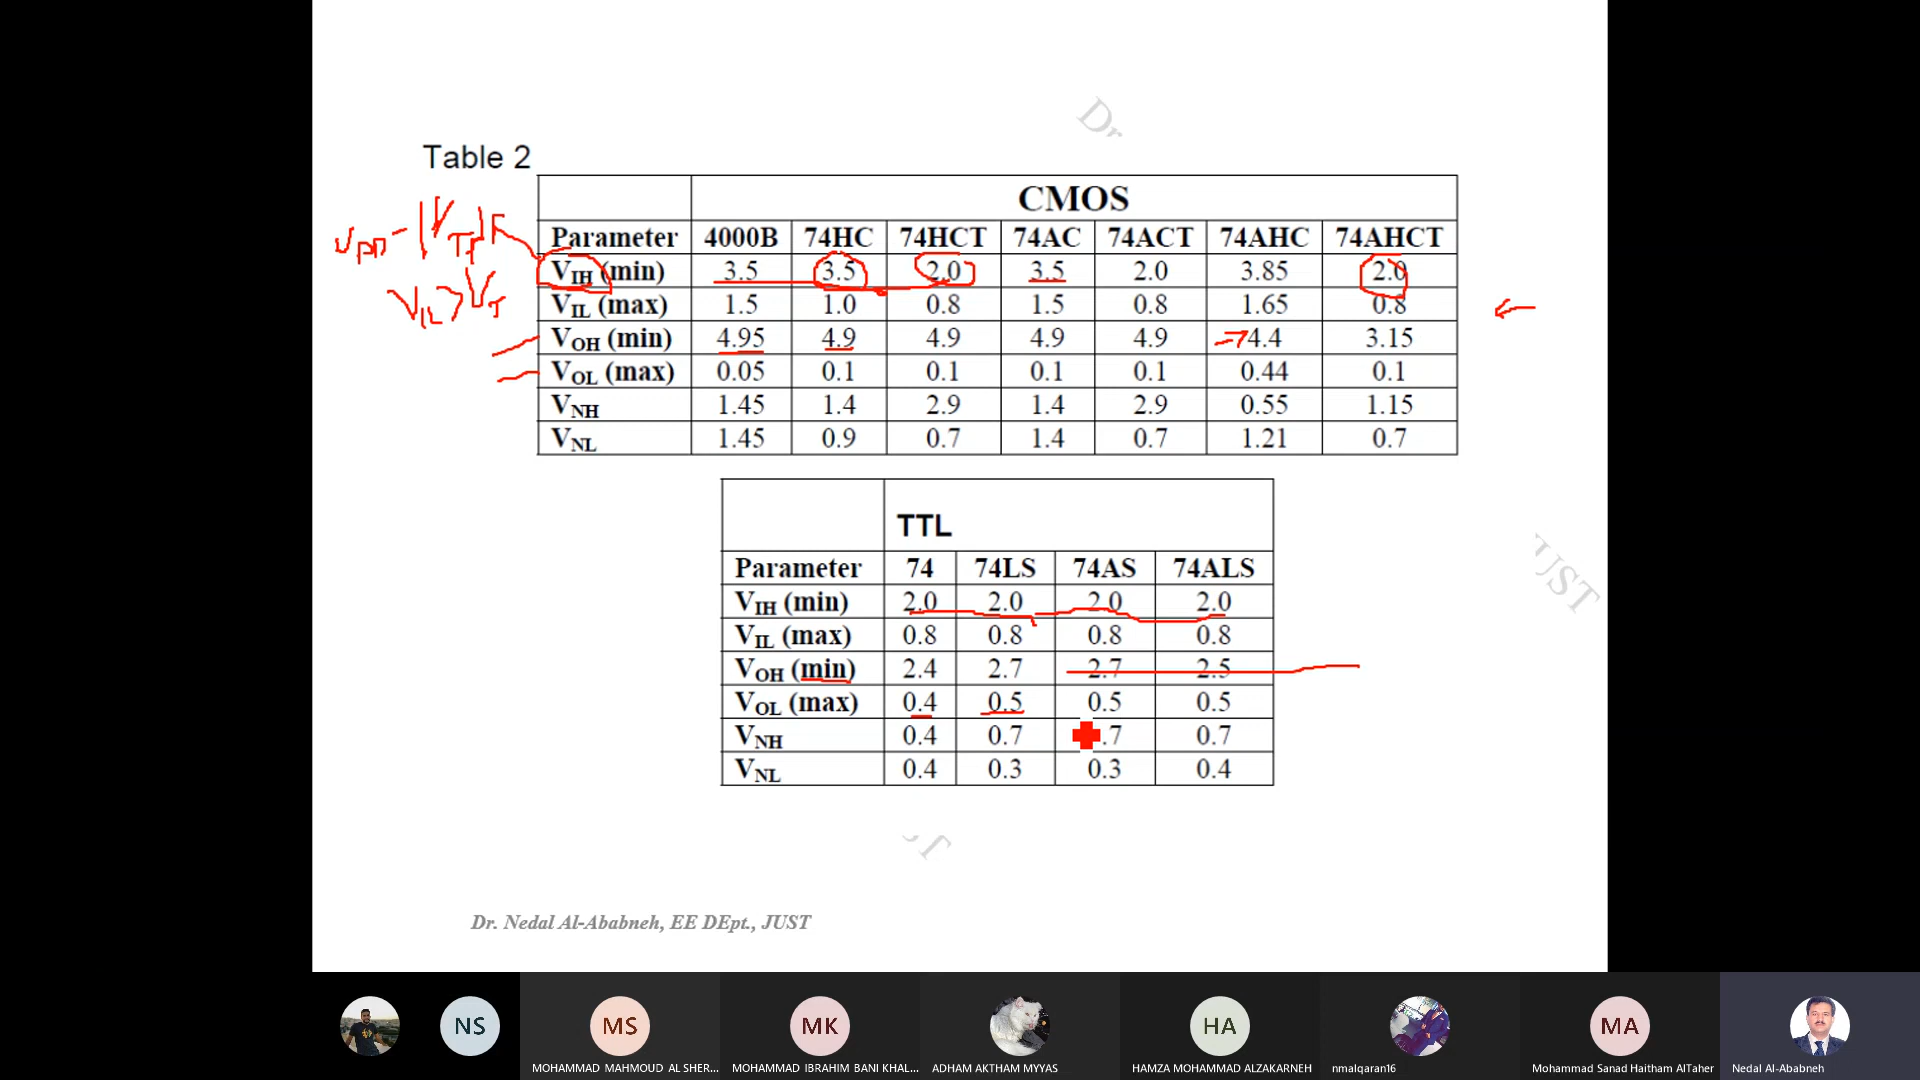 Dr
Table 2
CMOS
Parameter 4000B 74HC 74HCT 74AC 74ACT 74AHC 74AHCT
VIH (min) 3.5 3.5 2.0 3.5 2.0 3.85 2.0
VIL (max) 1.5 1.0 0.8 1.5 0.8 1.65 0.8
VOH (min) 4.95 4.9 4.9 4.9 4.9 4.4 3.15
VOL (max) 0.05 0.1 0.1 0.1 0.1 0.44 0.1
VNH 1.45 1.4 2.9 1.4 2.9 0.55 1.15
VNL 1.45 0.9 0.7 1.4 0.7 1.21 0.7
VDD - |VTP|
VIL > VT
TTL
Parameter 74 74LS 74AS 74ALS
VIH (min) 2.0 2.0 2.0 2.0
VIL (max) 0.8 0.8 0.8 0.8
VOH (min) 2.4 2.7 2.7 2.5
VOL (max) 0.4 0.5 0.5 0.5
VNH 0.4 0.7 .7 0.7
VNL 0.4 0.3 0.3 0.4
JUST
Dr. Nedal Al-Ababneh, EE DEpt., JUST
NS MS MK HA MA
MOHAMMAD MAHMOUD AL SHER... MOHAMMAD IBRAHIM BANI KHAL... ADHAM AKTHAM MYYAS HAMZA MOHAMMAD ALZAKARNEH nmalqaran16 Mohammad Sanad Haitham AlTaher Nedal Al-Ababneh